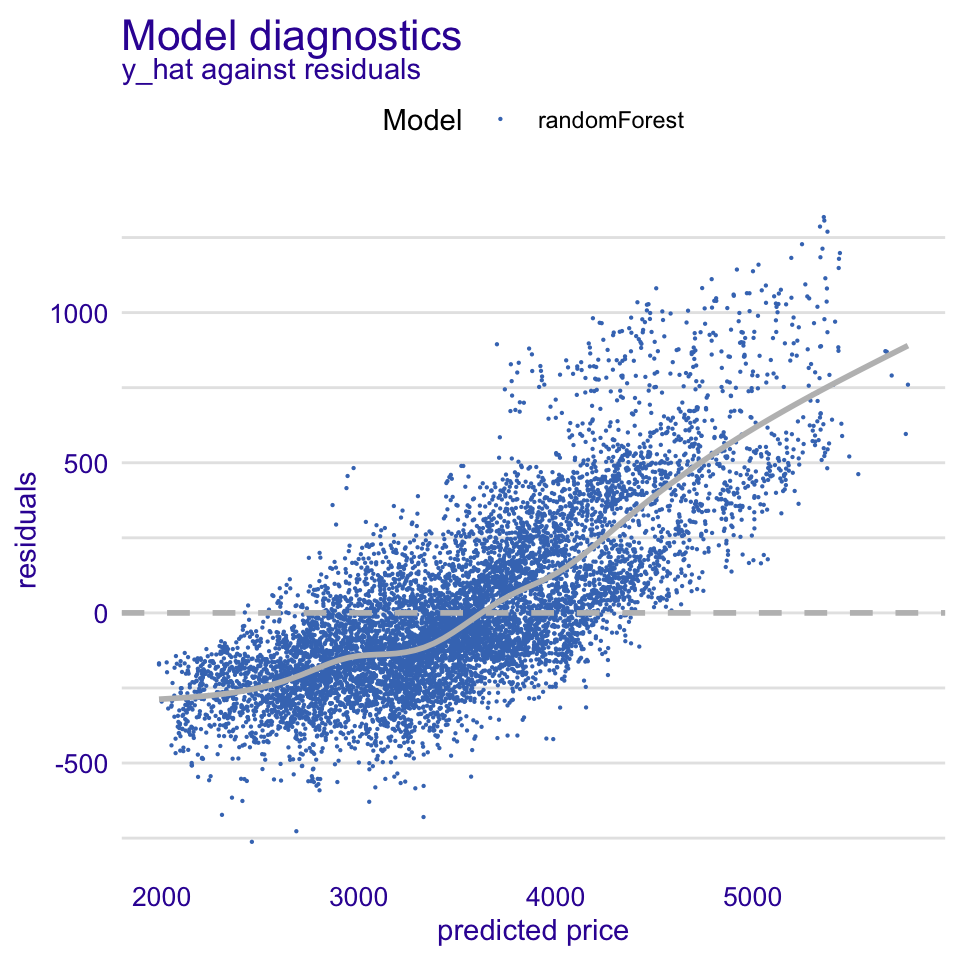 Model diagnostics
y_hat against residuals
Model randomForest
1000
500
0
-500
residuals
2000 3000 4000 5000
predicted price